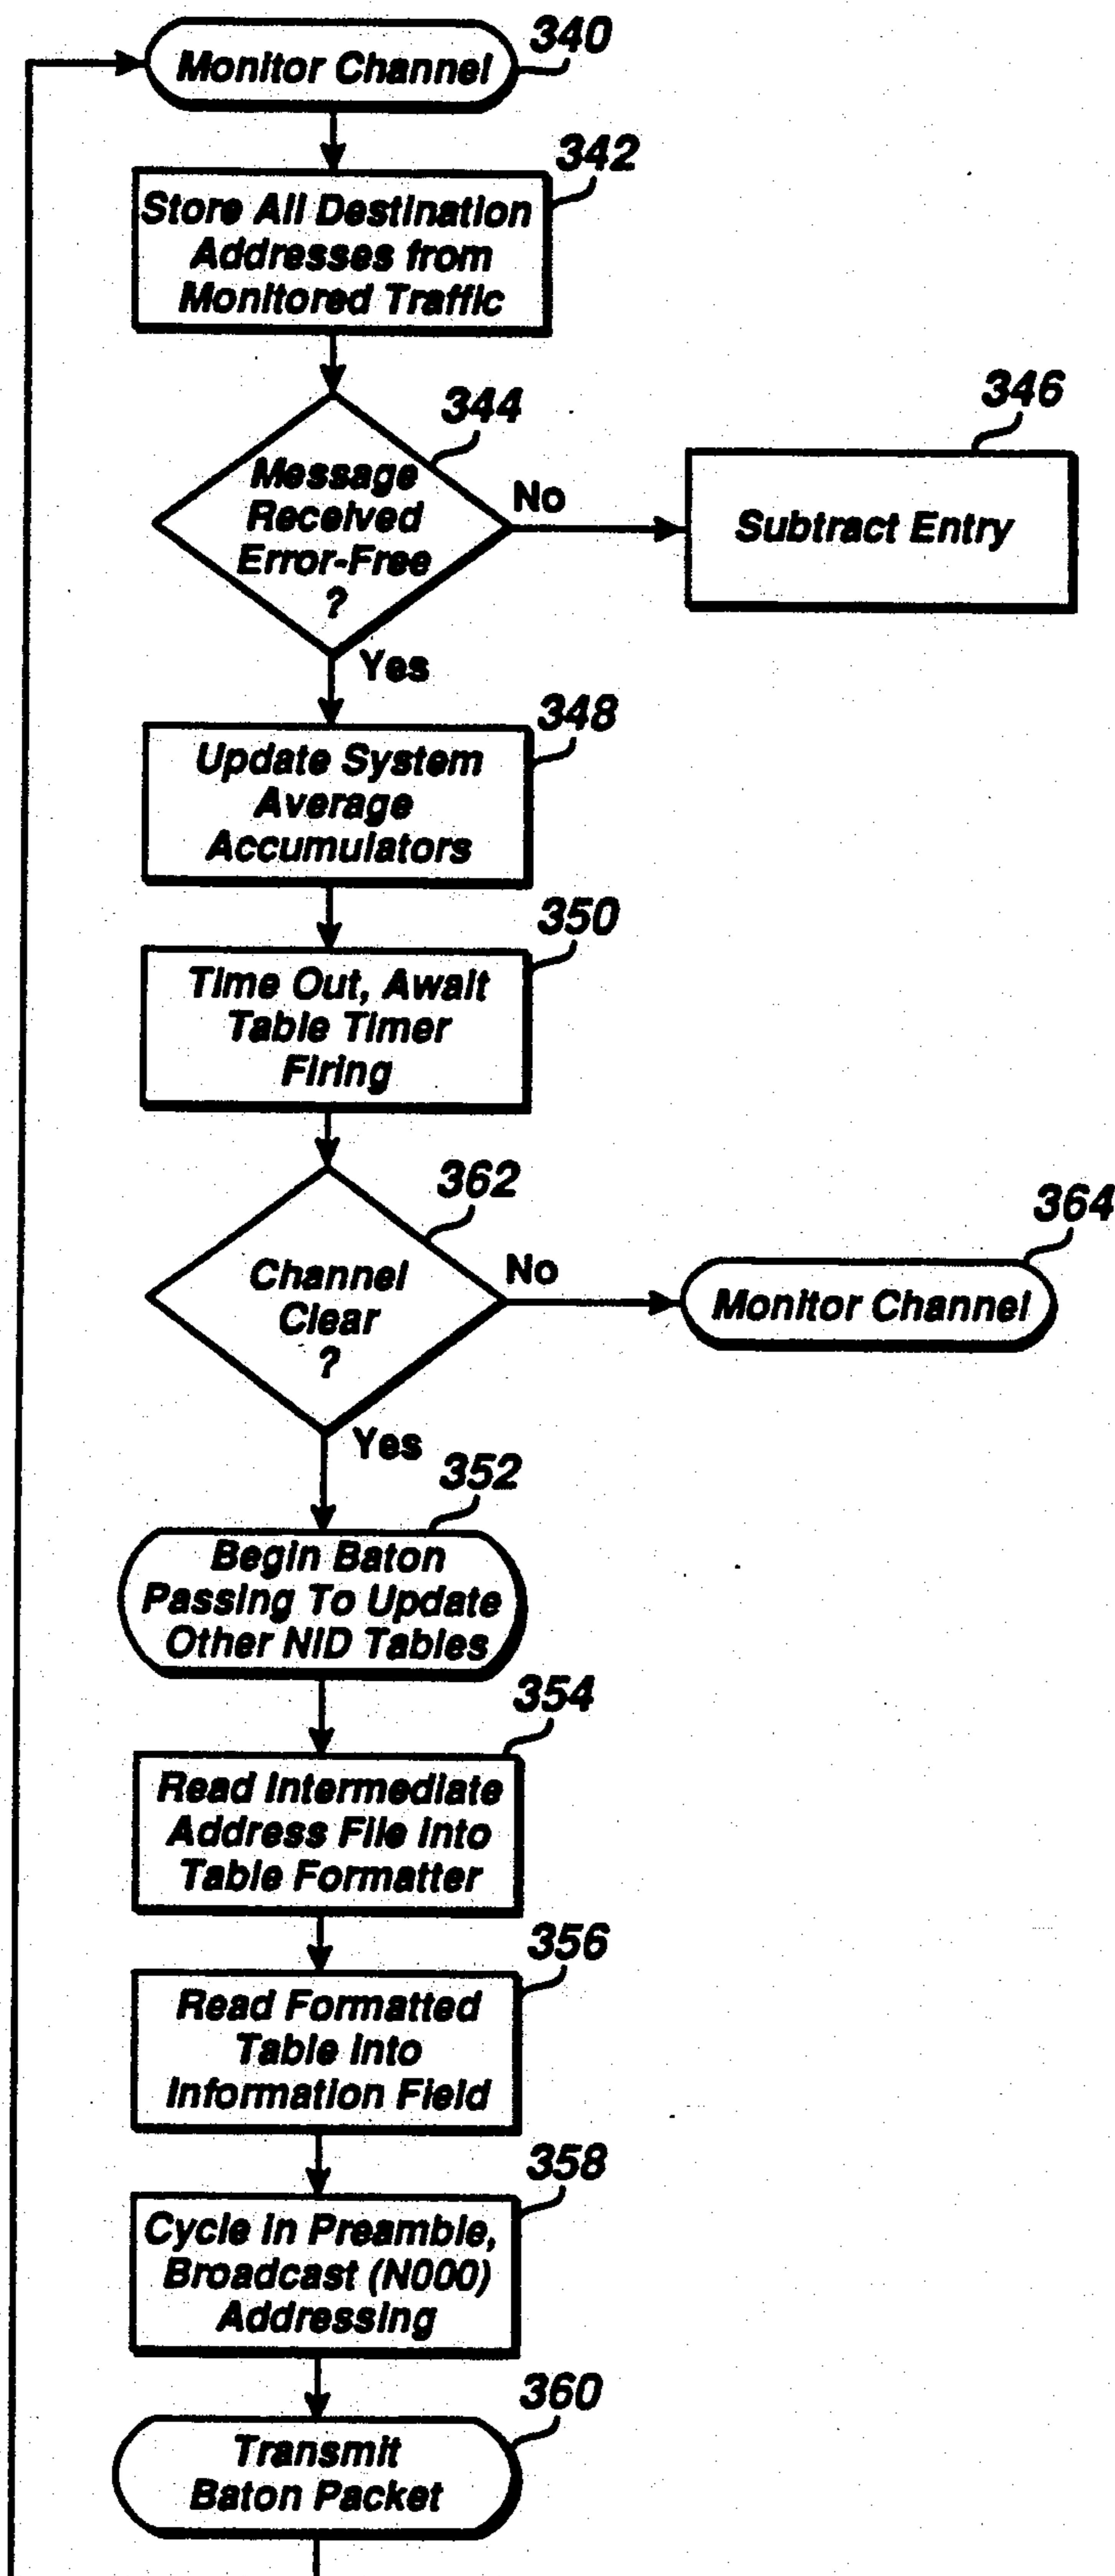 340
Monitor Channel
342
Store All Destination
Addresses from
Monitored Traffic
344
Message
Received
Error-Free
?
No
346
Subtract Entry
Yes
348
Update System
Average
Accumulators
350
Time Out, Await
Table Timer
Firing
362
Channel
Clear
?
No
364
Monitor Channel
Yes
352
Begin Baton
Passing To Update
Other NID Tables
354
Read Intermediate
Address File into
Table Formatter
356
Read Formatted
Table into
Information Field
358
Cycle in Preamble,
Broadcast (N000)
Addressing
360
Transmit
Baton Packet